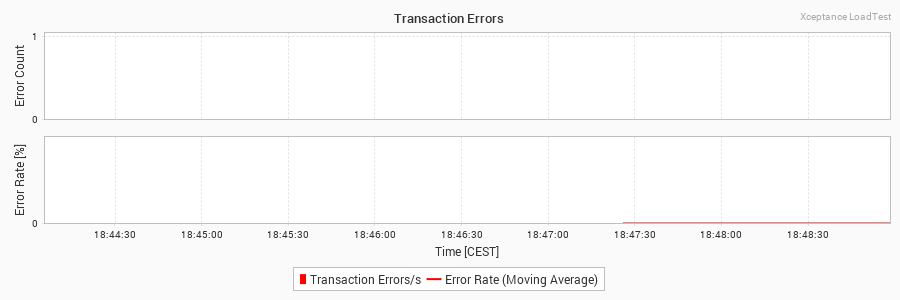 Transaction Errors
Xceptance LoadTest
Error Count
1
0
Error Rate [%]
0
18:44:30 18:45:00 18:45:30 18:46:00 18:46:30 18:47:00 18:47:30 18:48:00 18:48:30
Time [CEST]
Transaction Errors/s Error Rate (Moving Average)